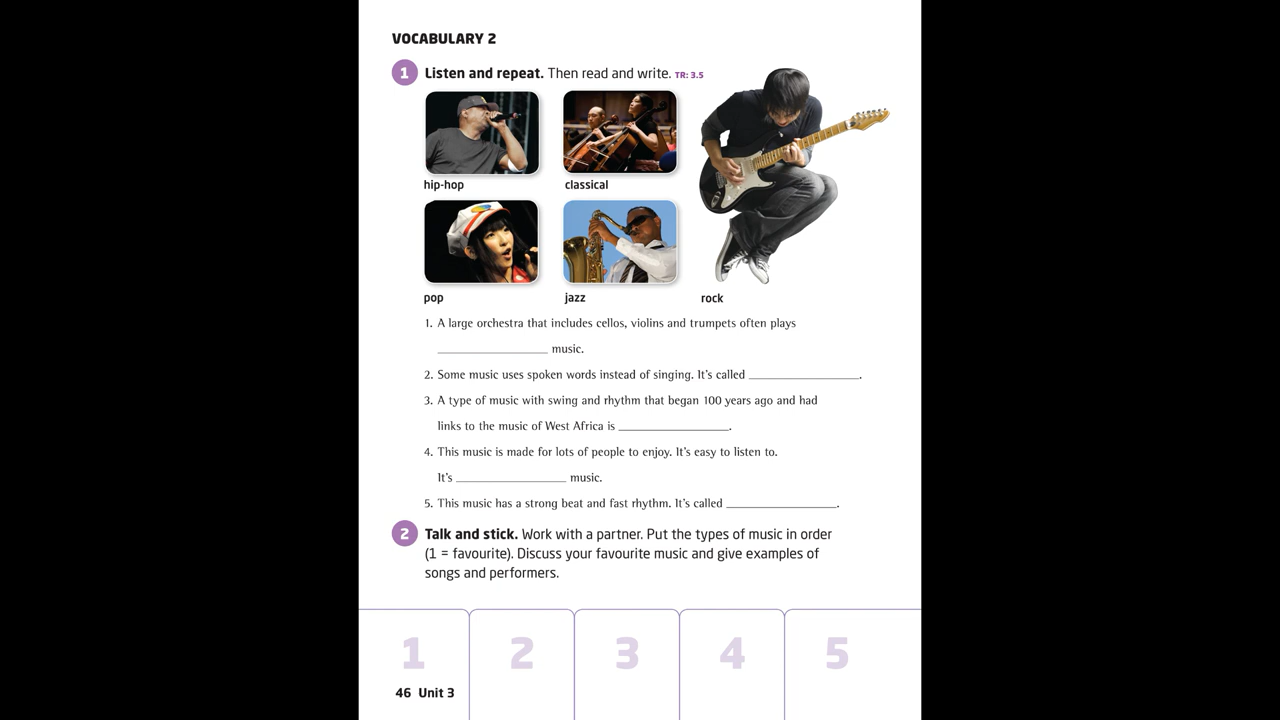 VOCABULARY 2
1 Listen and repeat. Then read and write. TR: 3.5
hip-hop classical
pop jazz rock
1. A large orchestra that includes cellos, violins and trumpets often plays
____________________ music.
2. Some music uses spoken words instead of singing. It's called ____________________.
3. A type of music with swing and rhythm that began 100 years ago and had
links to the music of West Africa is ____________________.
4. This music is made for lots of people to enjoy. It's easy to listen to.
It's ____________________ music.
5. This music has a strong beat and fast rhythm. It's called ____________________.
2 Talk and stick. Work with a partner. Put the types of music in order
(1 = favourite). Discuss your favourite music and give examples of
songs and performers.
1 2 3 4 5
46 Unit 3